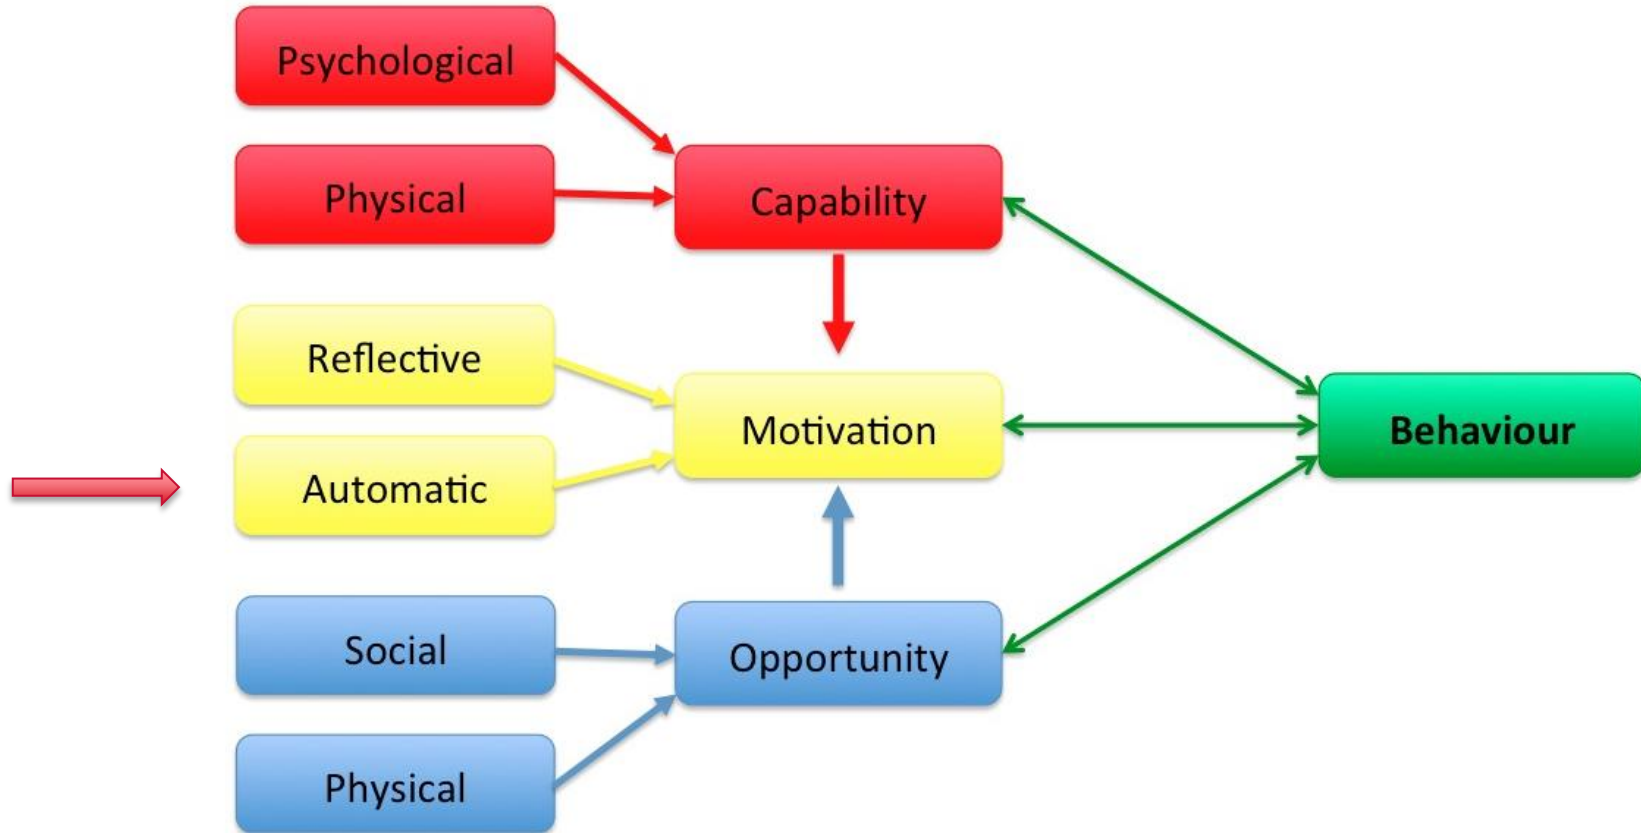 Psychological
Physical
Capability
Reflective
Motivation
Automatic
Behaviour
Social
Opportunity
Physical